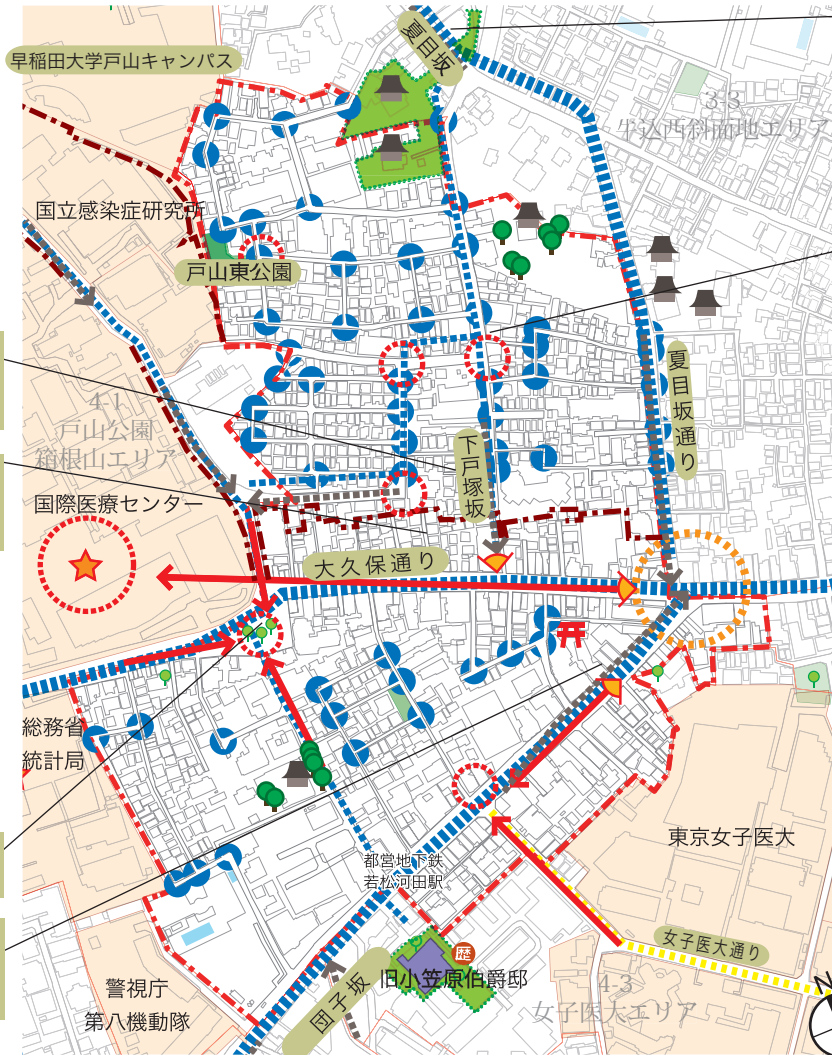 夏目坂
早稲田大学戸山キャンパス
3-3
牛込西斜面地エリア
国立感染症研究所
戸山東公園
夏目坂通り
4-1
戸山公園
箱根山エリア
下戸塚坂
国際医療センター
大久保通り
総務省
統計局
東京女子医大
都営地下鉄
若松河田駅
女子医大通り
歴
旧小笠原伯爵邸
団子坂
警視庁
第八機動隊
4-3
女子医大エリア
N